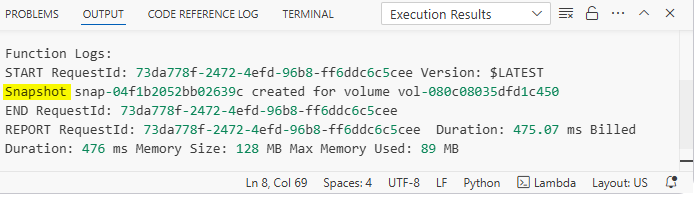 PROBLEMS OUTPUT CODE REFERENCE LOG TERMINAL Execution Results
Function Logs:
START RequestId: 73da778f-2472-4efd-96b8-ff6ddc6c5cee Version: $LATEST
Snapshot snap-04f1b2052bb02639c created for volume vol-080c08035dfd1c450
END RequestId: 73da778f-2472-4efd-96b8-ff6ddc6c5cee
REPORT RequestId: 73da778f-2472-4efd-96b8-ff6ddc6c5cee Duration: 475.07 ms Billed
Duration: 476 ms Memory Size: 128 MB Max Memory Used: 89 MB
Ln 8, Col 69 Spaces: 4 UTF-8 LF Python Lambda Layout: US